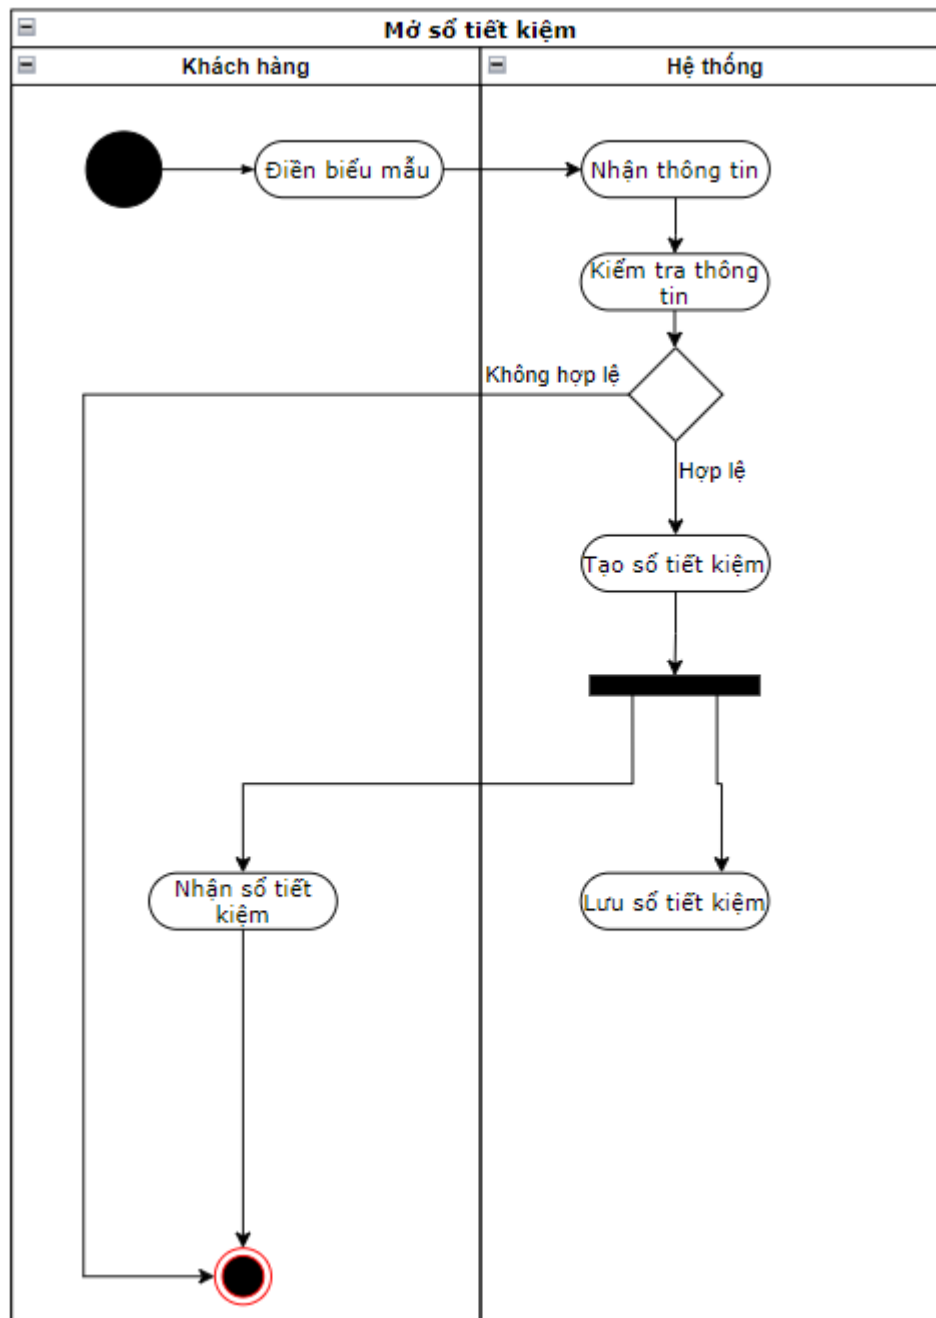 Mở sổ tiết kiệm
Khách hàng
Hệ thống
Điền biểu mẫu
Nhận thông tin
Kiểm tra thông
tin
Không hợp lệ
Hợp lệ
Tạo sổ tiết kiệm
Nhận sổ tiết
kiệm
Lưu sổ tiết kiệm